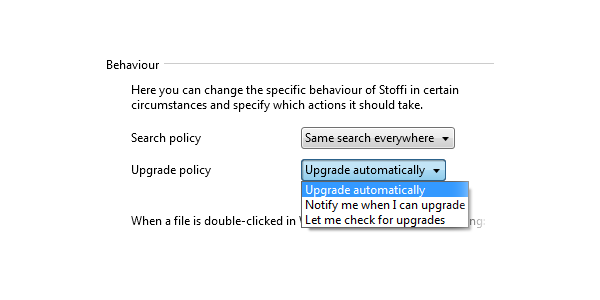 Behaviour
Here you can change the specific behaviour of Stoffi in certain
circumstances and specify which actions it should take.
Search policy Same search everywhere
Upgrade policy Upgrade automatically
Upgrade automatically
Notify me when I can upgrade
Let me check for upgrades
When a file is double-clicked in